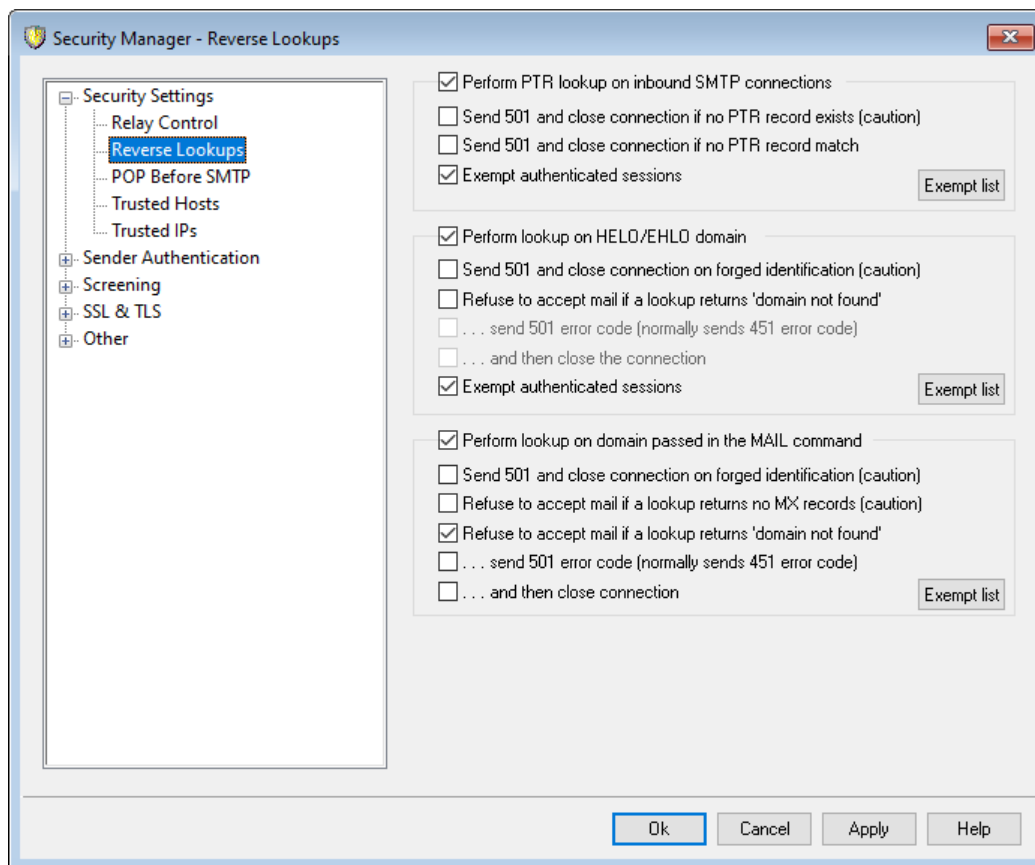 Security Manager - Reverse Lookups
Security Settings
Relay Control
Reverse Lookups
POP Before SMTP
Trusted Hosts
Trusted IPs
Sender Authentication
Screening
SSL & TLS
Other
Perform PTR lookup on inbound SMTP connections
Send 501 and close connection if no PTR record exists (caution)
Send 501 and close connection if no PTR record match
Exempt authenticated sessions
Exempt list
Perform lookup on HELO/EHLO domain
Send 501 and close connection on forged identification (caution)
Refuse to accept mail if a lookup returns 'domain not found'
. . . send 501 error code (normally sends 451 error code)
. . . and then close the connection
Exempt authenticated sessions
Exempt list
Perform lookup on domain passed in the MAIL command
Send 501 and close connection on forged identification (caution)
Refuse to accept mail if a lookup returns no MX records (caution)
Refuse to accept mail if a lookup returns 'domain not found'
. . . send 501 error code (normally sends 451 error code)
. . . and then close connection
Exempt list
Ok
Cancel
Apply
Help